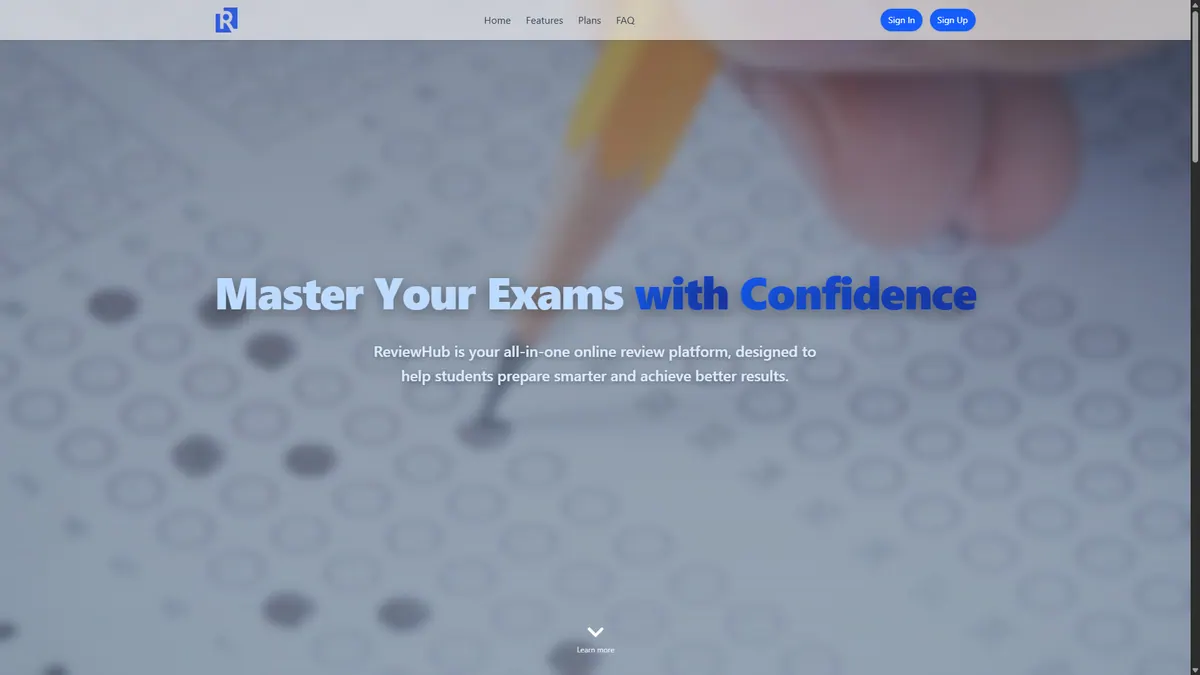 R
Home Features Plans FAQ
Sign In Sign Up
Master Your Exams with Confidence
ReviewHub is your all-in-one online review platform, designed to
help students prepare smarter and achieve better results.
Learn more